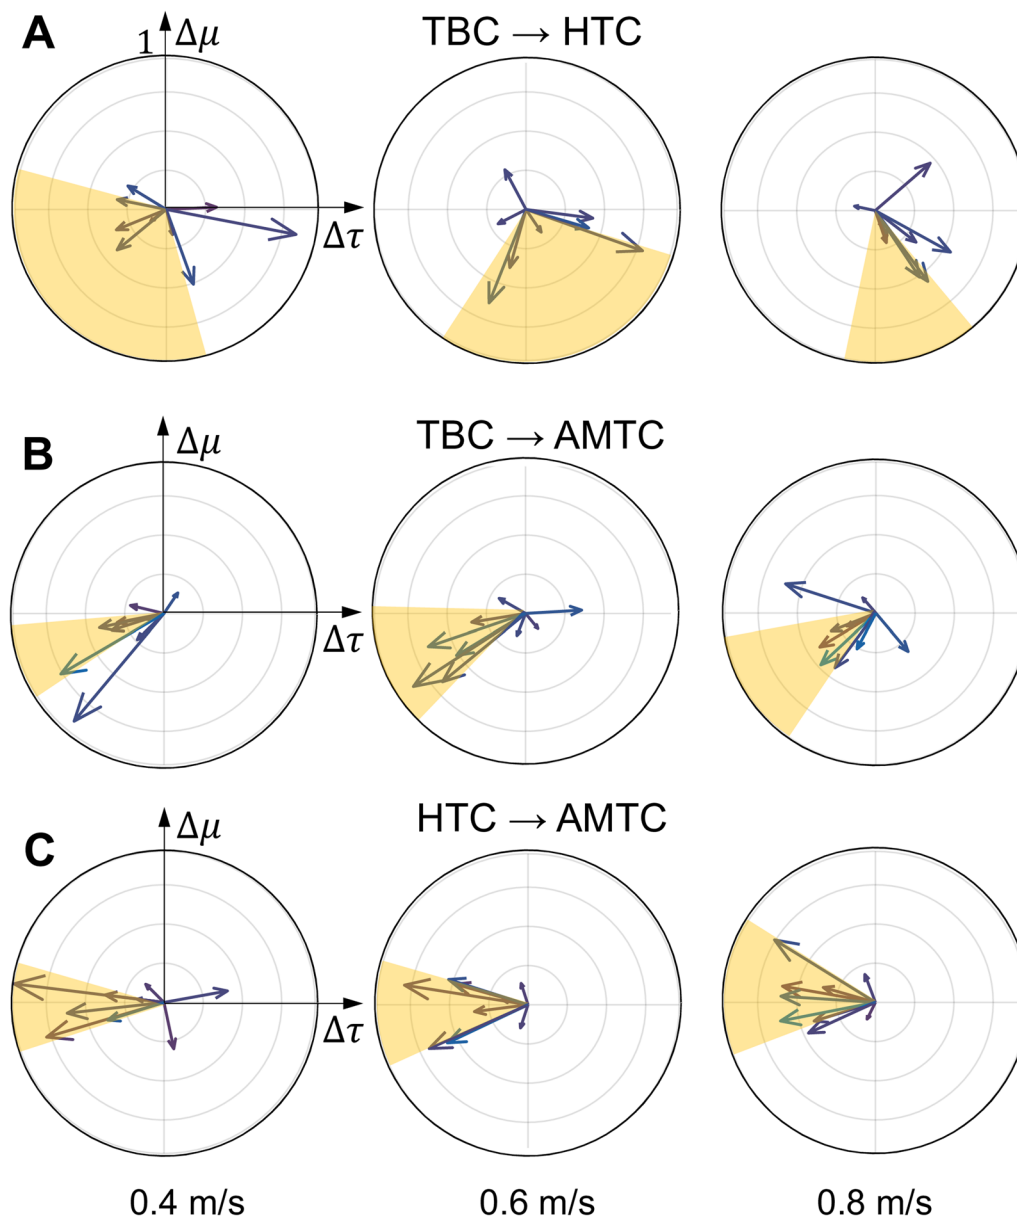 A
1 Δμ
TBC → HTC
Δτ
B
Δμ
TBC → AMTC
Δτ
C
Δμ
HTC → AMTC
Δτ
0.4 m/s
0.6 m/s
0.8 m/s